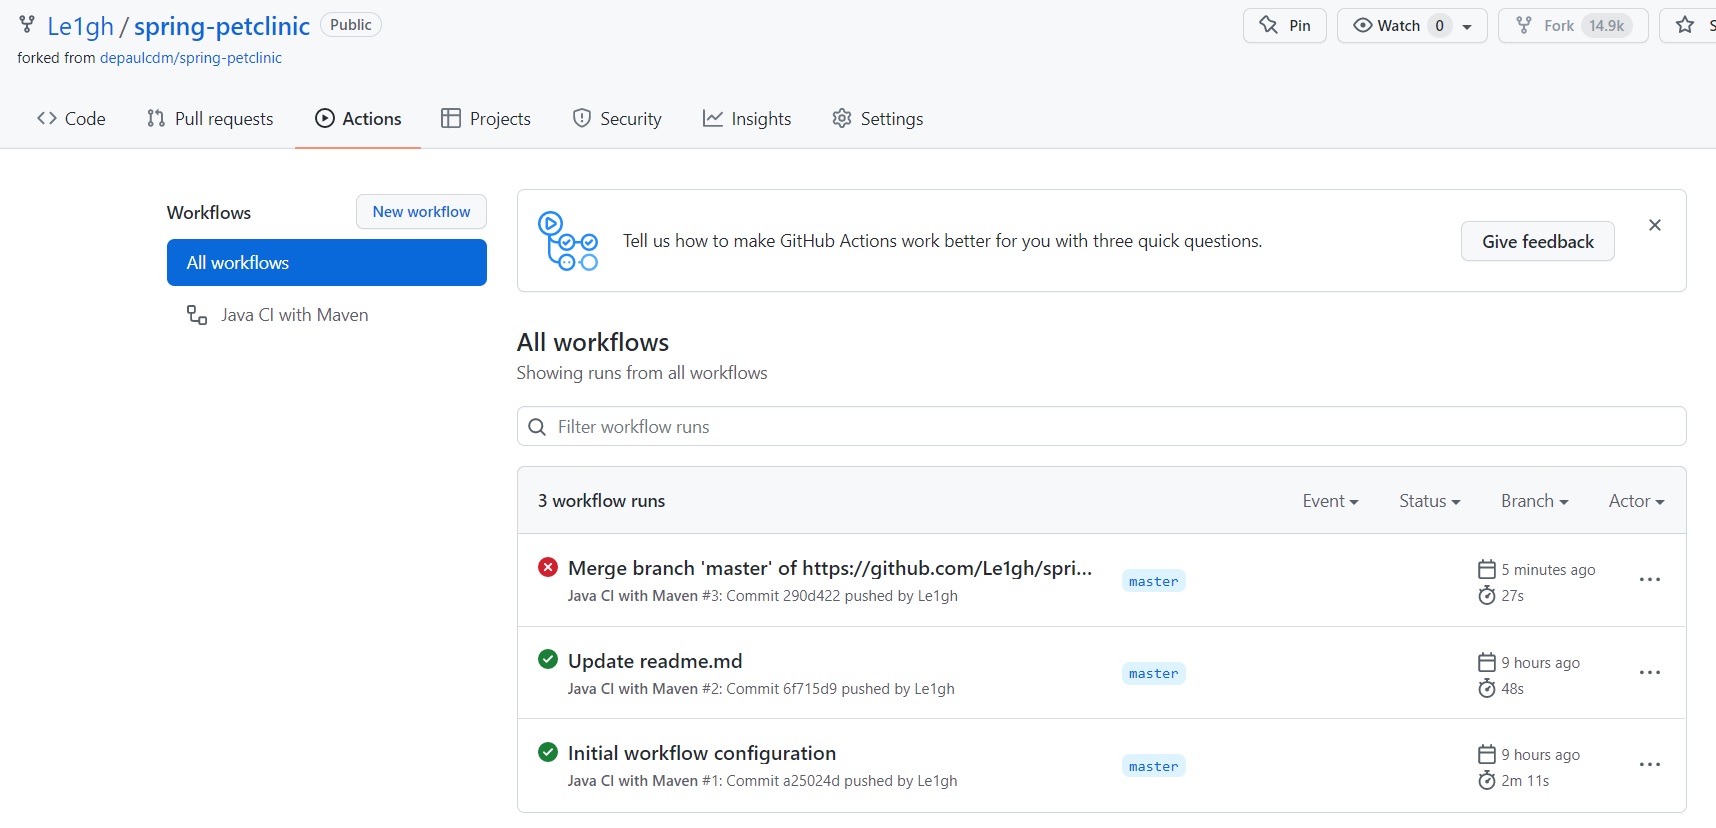 Le1gh / spring-petclinic Public
Pin Watch 0 Fork 14.9k S
forked from depaulcdm/spring-petclinic
Code Pull requests Actions Projects Security Insights Settings
Workflows New workflow
All workflows
Java CI with Maven
Tell us how to make GitHub Actions work better for you with three quick questions. Give feedback
All workflows
Showing runs from all workflows
Filter workflow runs
3 workflow runs Event Status Branch Actor
Merge branch 'master' of https://github.com/Le1gh/spri... master 5 minutes ago
Java CI with Maven #3: Commit 290d422 pushed by Le1gh 27s
Update readme.md master 9 hours ago
Java CI with Maven #2: Commit 6f715d9 pushed by Le1gh 48s
Initial workflow configuration master 9 hours ago
Java CI with Maven #1: Commit a25024d pushed by Le1gh 2m 11s